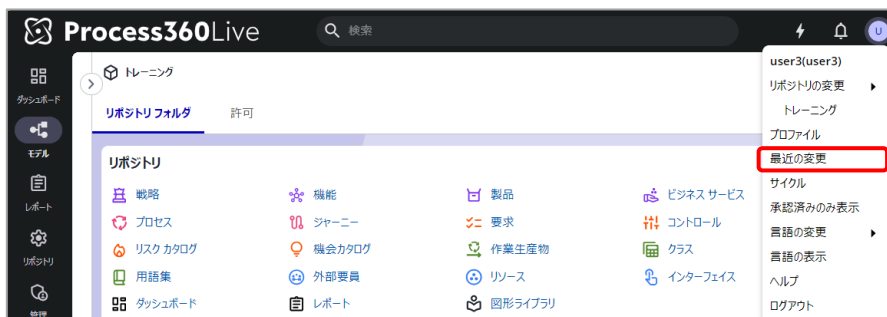 Process360Live
検索
U
ダッシュボード
モデル
レポート
リポジトリ
管理
トレーニング
リポジトリ フォルダ 許可
リポジトリ
戦略 機能 製品 ビジネス サービス
プロセス ジャーニー 要求 コントロール
リスク カタログ 機会カタログ 作業生産物 クラス
用語集 外部要員 リソース インターフェイス
ダッシュボード レポート 図形ライブラリ
user3(user3)
リポジトリの変更
トレーニング
プロファイル
最近の変更
サイクル
承認済みのみ表示
言語の変更
言語の表示
ヘルプ
ログアウト